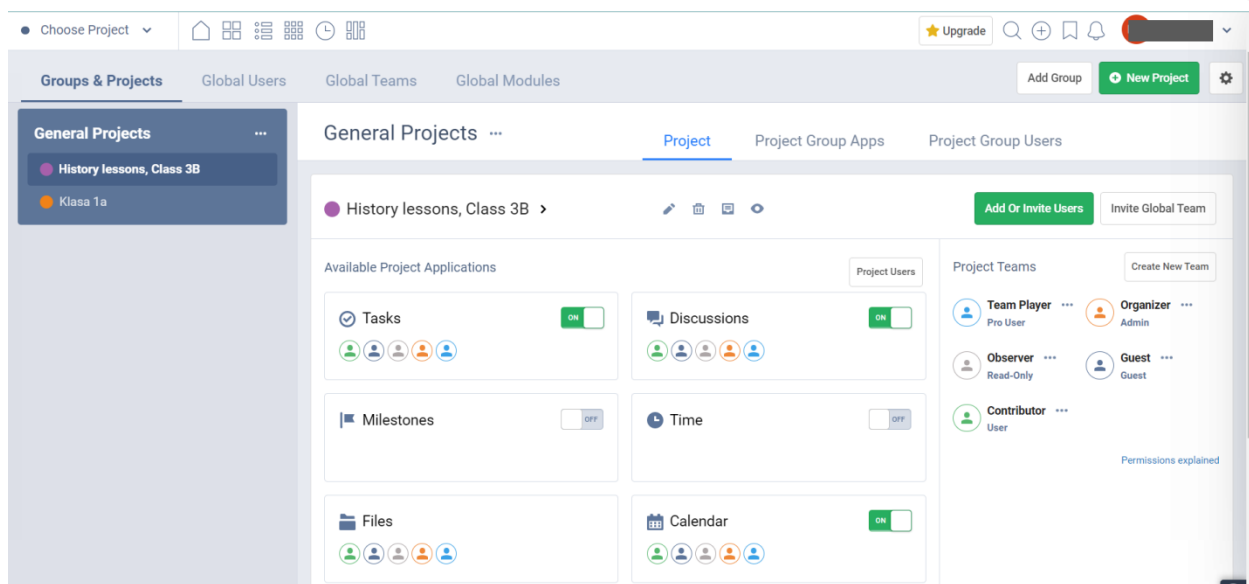 Choose Project
Upgrade
Groups & Projects Global Users Global Teams Global Modules
Add Group New Project
General Projects
History lessons, Class 3B
Klasa 1a
General Projects
Project Project Group Apps Project Group Users
History lessons, Class 3B
Add Or Invite Users Invite Global Team
Available Project Applications
Project Users
Tasks ON
Discussions ON
Milestones OFF
Time OFF
Files
Calendar ON
Project Teams
Create New Team
Team Player
Pro User
Organizer
Admin
Observer
Read-Only
Guest
Guest
Contributor
User
Permissions explained